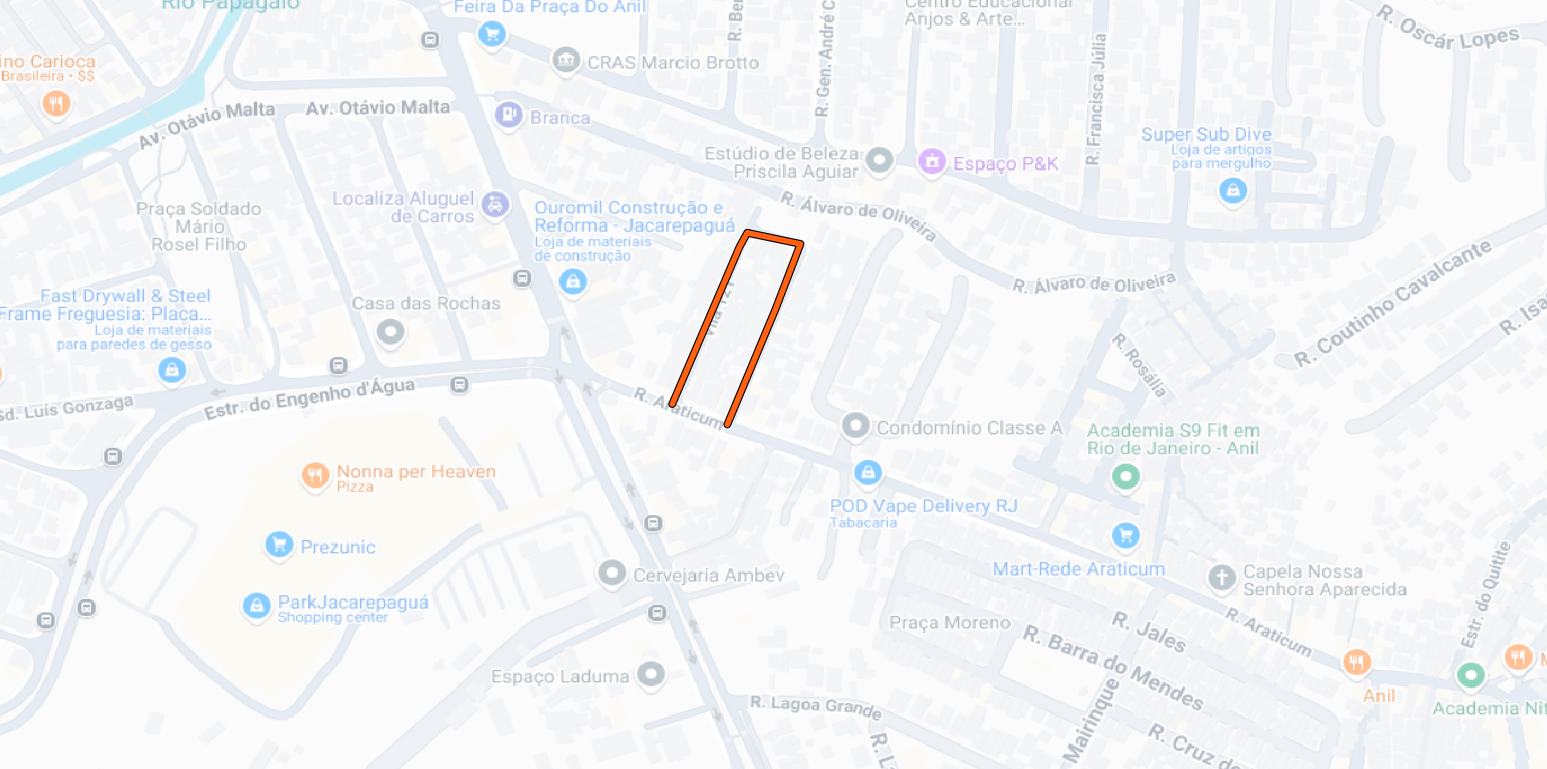 Rio Papagaio
Feira Da Praça Do Anil
Centro Educacional
Anjos & Arte...
R. Oscár Lopes
ino Carioca
Brasileira • $$
CRAS Marcio Brotto
R. Ber
R. Gen. André C
R. Francisca Júlia
Av. Otávio Malta
Av. Otávio Malta
Branca
Super Sub Dive
Loja de artigos
para mergulho
Estúdio de Beleza
Priscila Aguiar
Espaço P&K
Localiza Aluguel
de Carros
Praça Soldado
Mário
Rosel Filho
Ouromil Construção e
Reforma - Jacarepaguá
Loja de materiais
de construção
R. Álvaro de Oliveira
R. Álvaro de Oliveira
R. Coutinho Cavalcante
R. Isa
Fast Drywall & Steel
Frame Freguesia: Placa...
Loja de materiais
para paredes de gesso
Casa das Rochas
Vila
R. Rosália
sd. Luís Gonzaga
Estr. do Engenho d'Água
R. Araticum
Condomínio Classe A
Academia S9 Fit em
Rio de Janeiro - Anil
Nonna per Heaven
Pizza
POD Vape Delivery RJ
Tabacaria
Prezunic
Mart-Rede Araticum
Cervejaria Ambev
Capela Nossa
Senhora Aparecida
Estr. do Quitite
ParkJacarepaguá
Shopping center
Praça Moreno
R. Jales
R. Araticum
R. Barra do Mendes
Espaço Laduma
Anil
Academia Nit
R. Lagoa Grande
Mairinque
R. Cruz d
R. L